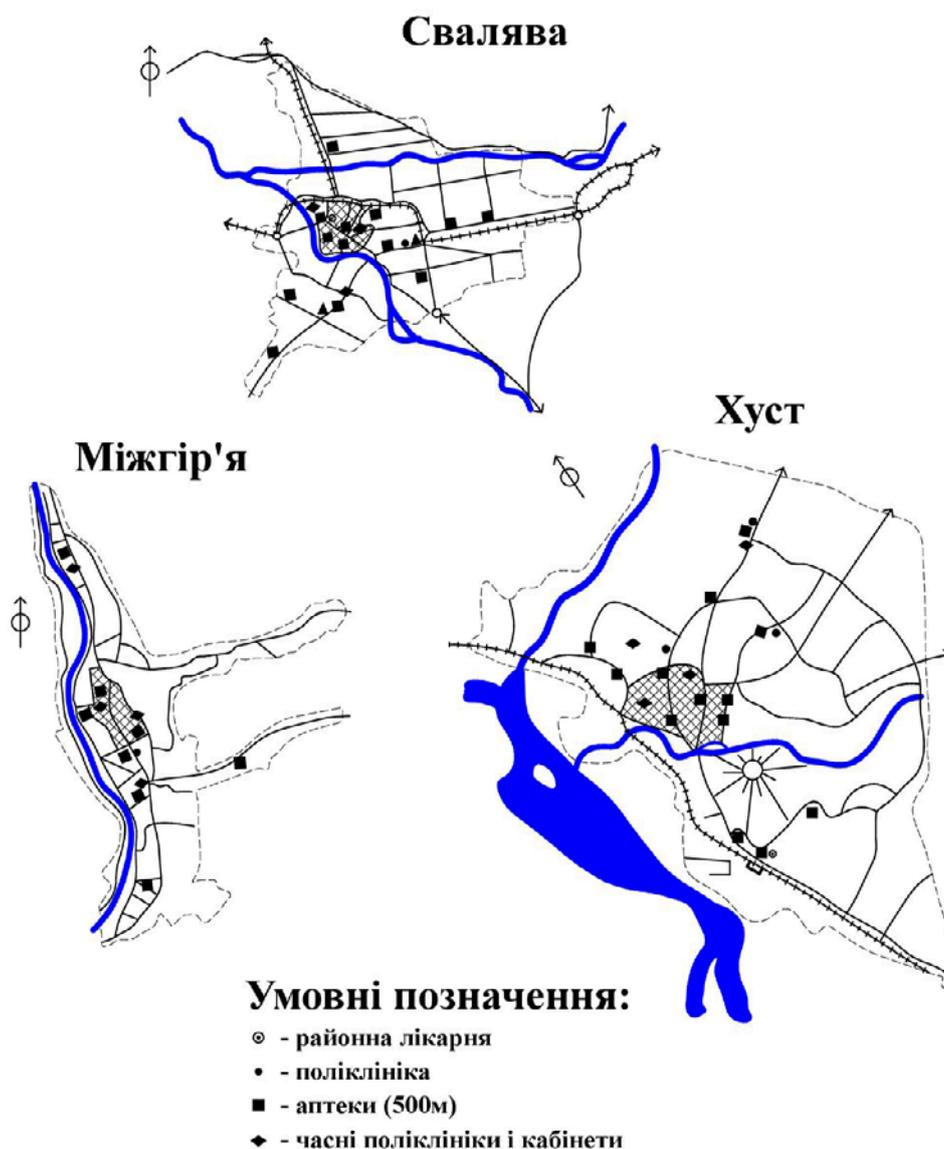 Свалява
Хуст
Міжгір'я
Умовні позначення:
- районна лікарня
- поліклініка
- аптеки (500м)
- часні поліклініки і кабінети